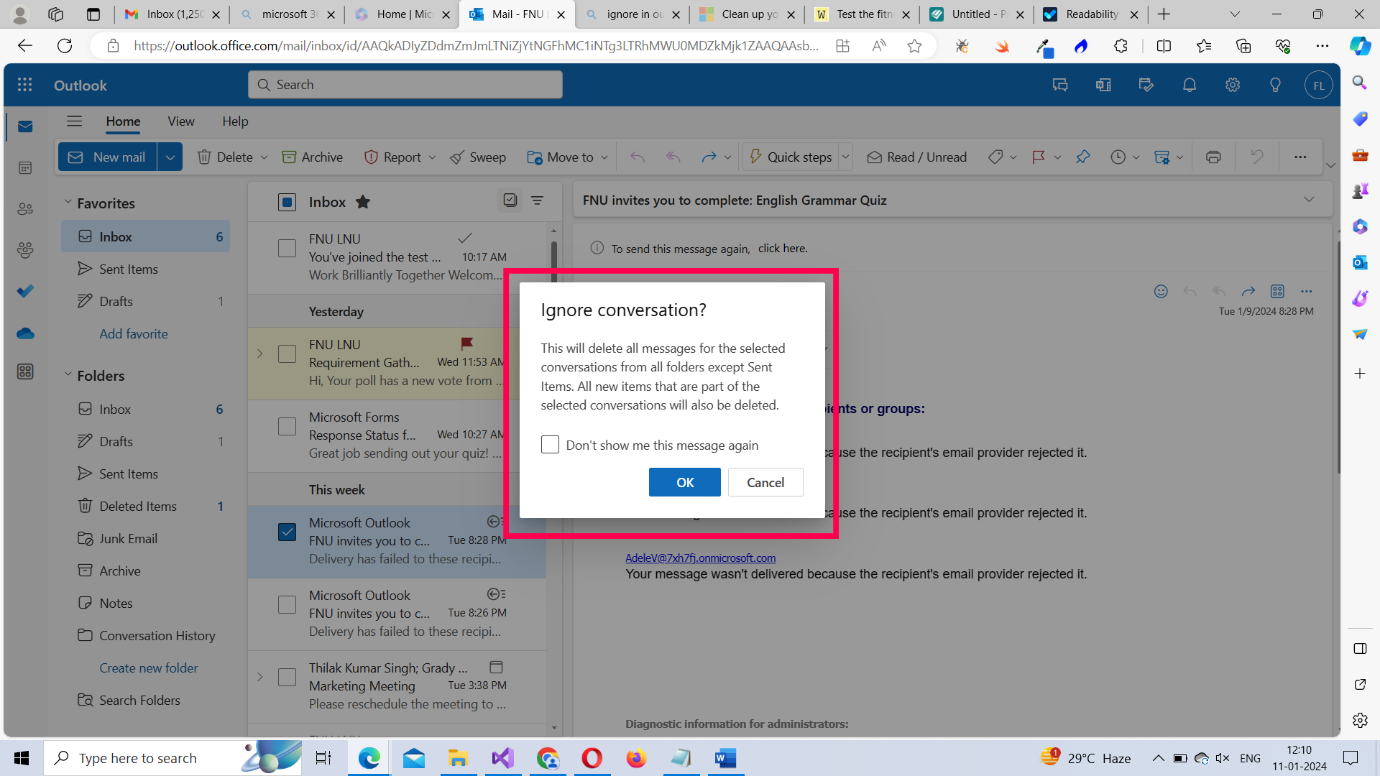 Inbox (1,250
microsoft 36
Home | Mic
Mail - FNU
ignore in ou
Clean up yo
Test the fitn
Untitled - P
Readability
https://outlook.office.com/mail/inbox/id/AAQkADIyZDdmZmJmLTNiZjYtNGFhMC1iNTg3LTRhMWU0MDZkMjk1ZAAQAAsb...
Outlook
Search
FL
Home View Help
New mail Delete Archive Report Sweep Move to Quick steps Read / Unread
Favorites
Inbox 6
Sent Items
Drafts 1
Add favorite
Folders
Inbox 6
Drafts 1
Sent Items
Deleted Items 1
Junk Email
Archive
Notes
Conversation History
Create new folder
Search Folders
Inbox
FNU LNU
You've joined the test ... 10:17 AM
Work Brilliantly Together Welcom...
Yesterday
FNU LNU
Requirement Gath... Wed 11:53 AM
Hi, Your poll has a new vote from ...
Microsoft Forms
Response Status f... Wed 10:27 AM
Great job sending out your quiz! ...
This week
Microsoft Outlook
FNU invites you to c... Tue 8:28 PM
Delivery has failed to these recipi...
Microsoft Outlook
FNU invites you to c... Tue 8:26 PM
Delivery has failed to these recipi...
Thilak Kumar Singh; Grady ...
Marketing Meeting Tue 3:38 PM
Please reschedule the meeting to ...
FNU invites you to complete: English Grammar Quiz
To send this message again, click here.
Tue 1/9/2024 8:28 PM
Ignore conversation?
This will delete all messages for the selected
conversations from all folders except Sent
Items. All new items that are part of the
selected conversations will also be deleted.
Don't show me this message again
OK Cancel
ients or groups:
ause the recipient's email provider rejected it.
ause the recipient's email provider rejected it.
AdeleV@7xh7fj.onmicrosoft.com
Your message wasn't delivered because the recipient's email provider rejected it.
Diagnostic information for administrators:
Type here to search
1
29°C Haze
ENG
12:10
11-01-2024